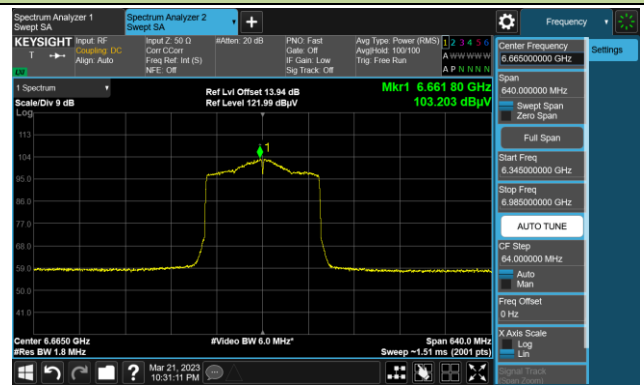 Spectrum Analyzer 1
Swept SA
Spectrum Analyzer 2
Swept SA
Frequency
KEYSIGHT
Input: RF
Coupling: DC
Align: Auto
Input Z: 50 Ω
Corr CCorr
Freq Ref: Int (S)
NFE: Off
#Atten: 20 dB
PNO: Fast
Gate: Off
IF Gain: Low
Sig Track: Off
Avg Type: Power (RMS)
Avg|Hold: 100/100
Trig: Free Run
1 2 3 4 5 6
A W W W W W
A P N N N N
1 Spectrum
Scale/Div 9 dB
Log
Ref Lvl Offset 13.94 dB
Ref Level 121.99 dBµV
Mkr1 6.661 80 GHz
103.203 dBµV
1
113
104
95.0
86.0
77.0
68.0
59.0
50.0
41.0
Center 6.6650 GHz
#Res BW 1.8 MHz
#Video BW 6.0 MHz*
Span 640.0 MHz
Sweep ~1.51 ms (2001 pts)
Mar 21, 2023
10:31:11 PM
Center Frequency
6.665000000 GHz
Settings
Span
640.000000 MHz
Swept Span
Zero Span
Full Span
Start Freq
6.345000000 GHz
Stop Freq
6.985000000 GHz
AUTO TUNE
CF Step
64.000000 MHz
Auto
Man
Freq Offset
0 Hz
X Axis Scale
Log
Lin
Signal Track
(Span Zoom)